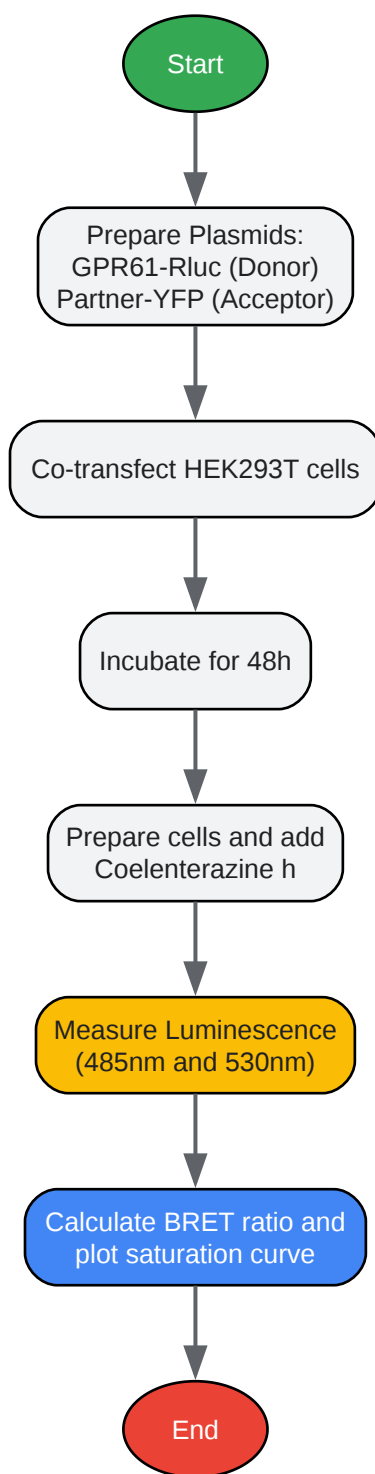 Start
Prepare Plasmids:
GPR61-Rluc (Donor)
Partner-YFP (Acceptor)
Co-transfect HEK293T cells
Incubate for 48h
Prepare cells and add
Coelenterazine h
Measure Luminescence
(485nm and 530nm)
Calculate BRET ratio and
plot saturation curve
End